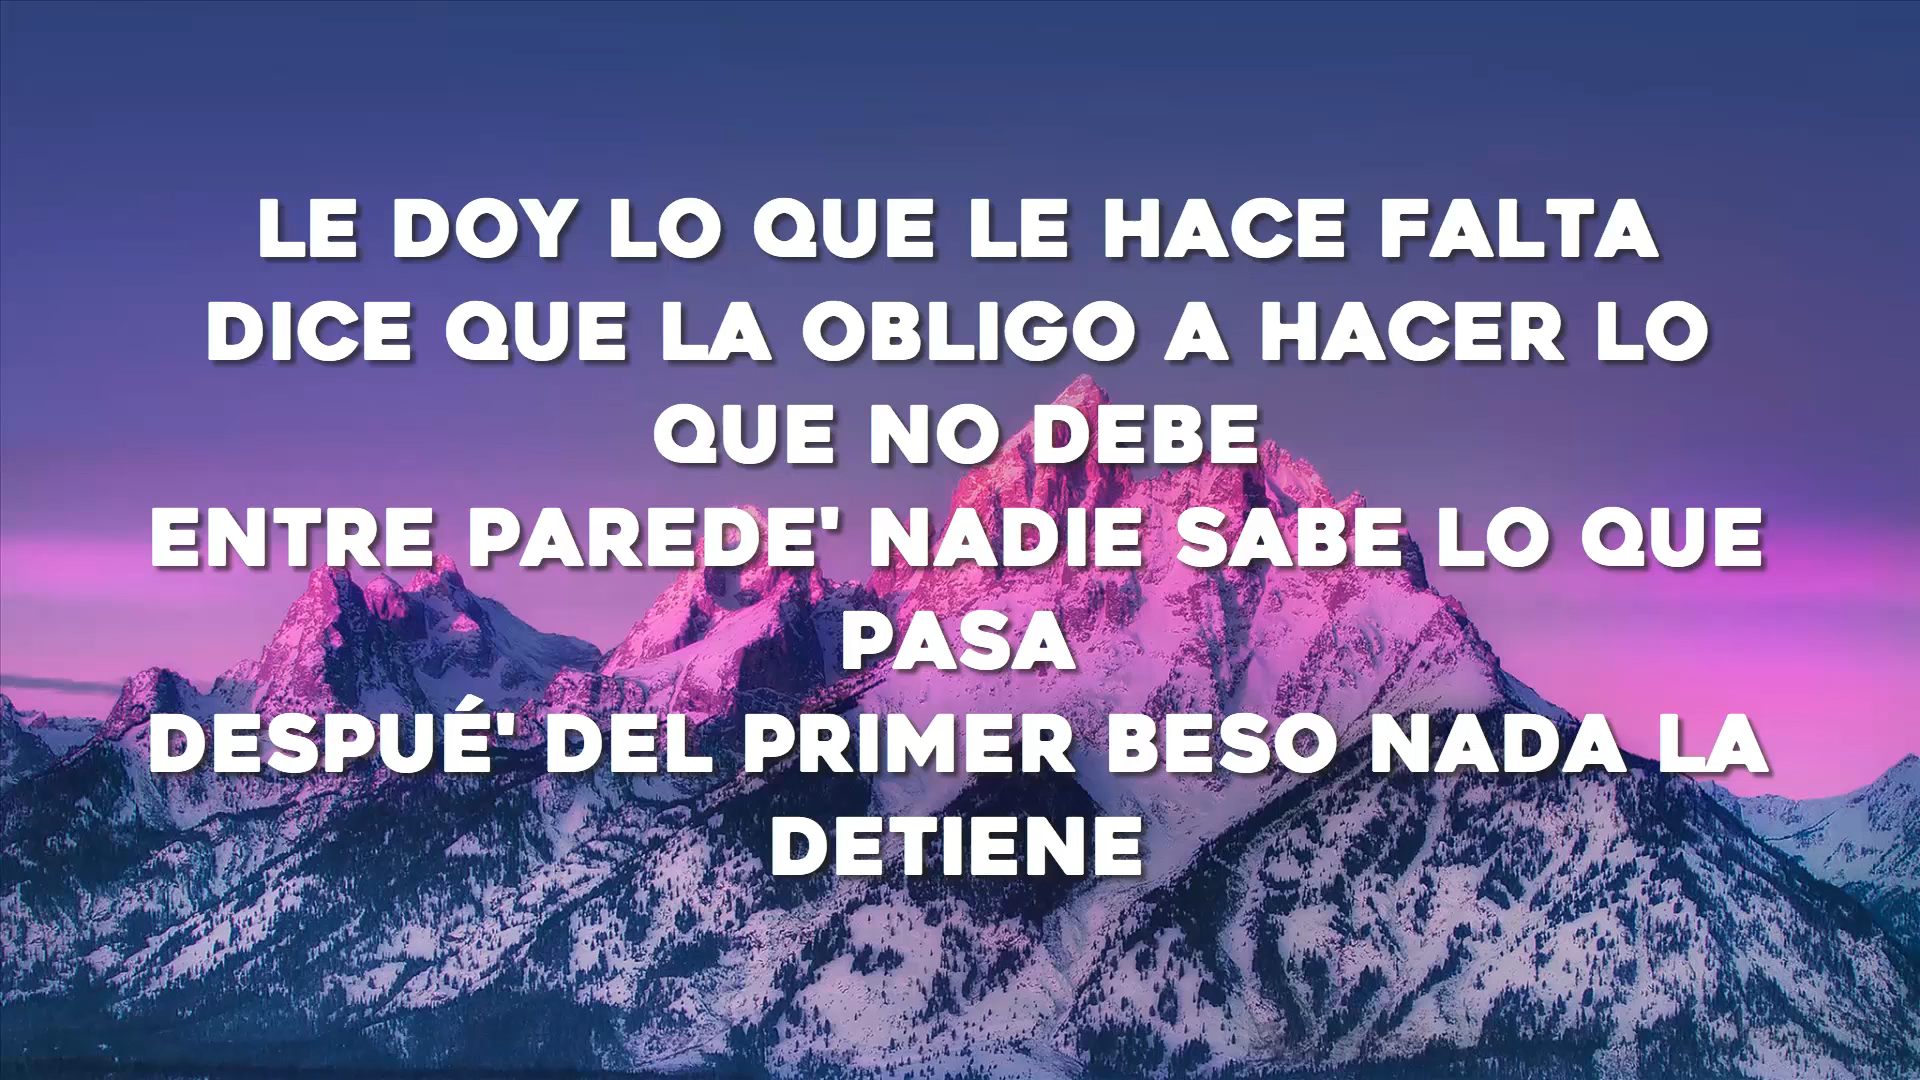 LE DOY LO QUE LE HACE FALTA
DICE QUE LA OBLIGO A HACER LO
QUE NO DEBE
ENTRE PAREDE' NADIE SABE LO QUE
PASA
DESPUÉ' DEL PRIMER BESO NADA LA
DETIENE